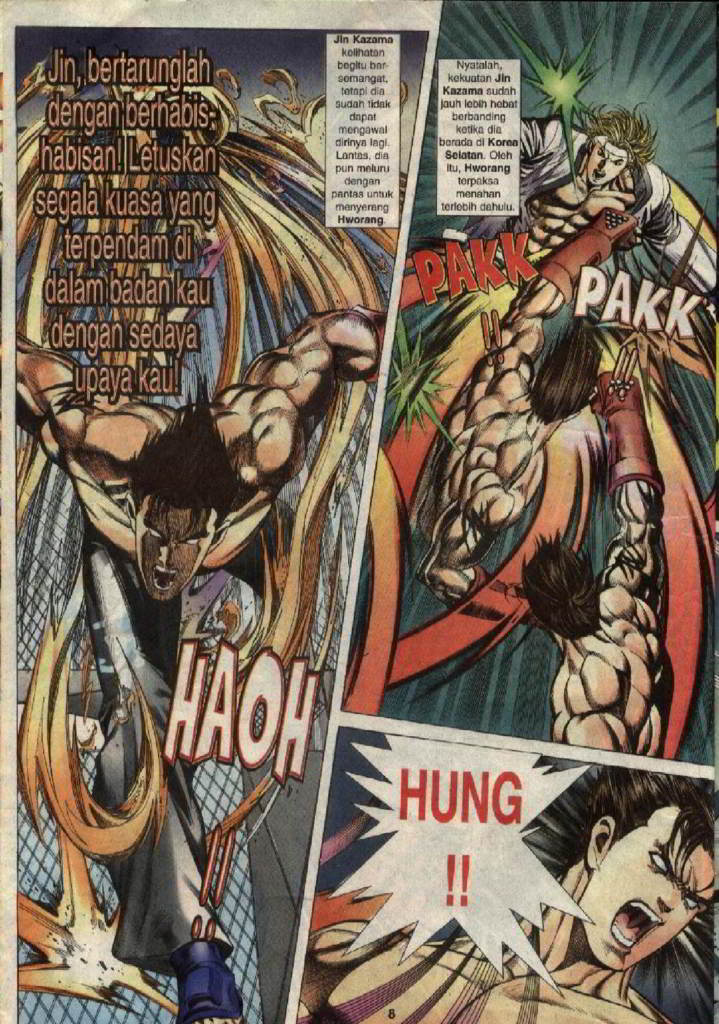 Jin, bertarunglah
dengan berhabis-
habisan! Letuskan
segala kuasa yang
terpendam di
dalam badan kau
dengan sedaya
upaya kau!
Jin Kazama
kelihatan
begitu ber-
semangat,
tetapi dia
sudah tidak
dapat
mengawal
dirinya lagi.
Lantas, dia
pun meluru
dengan
pantas untuk
menyerang
Hworang.
HAOH
!!
Nyatalah,
kekuatan Jin
Kazama sudah
jauh lebih hebat
berbanding
ketika dia
berada di Korea
Selatan. Oleh
itu, Hworang
terpaksa
menahan
terlebih dahulu.
PAKK
!!
PAKK
!!
HUNG
!!
8